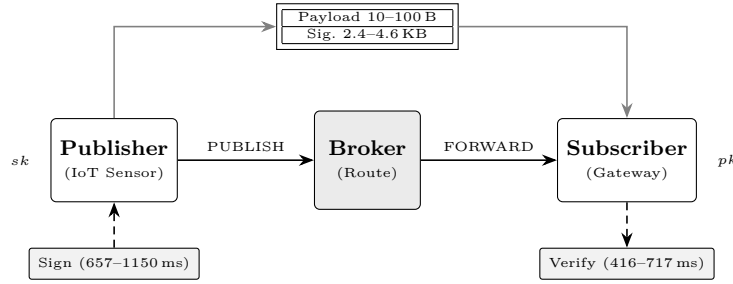 Payload 10–100 B
Sig. 2.4–4.6 KB
sk
Publisher
(IoT Sensor)
PUBLISH
Broker
(Route)
FORWARD
Subscriber
(Gateway)
pk
Sign (657–1150 ms)
Verify (416–717 ms)